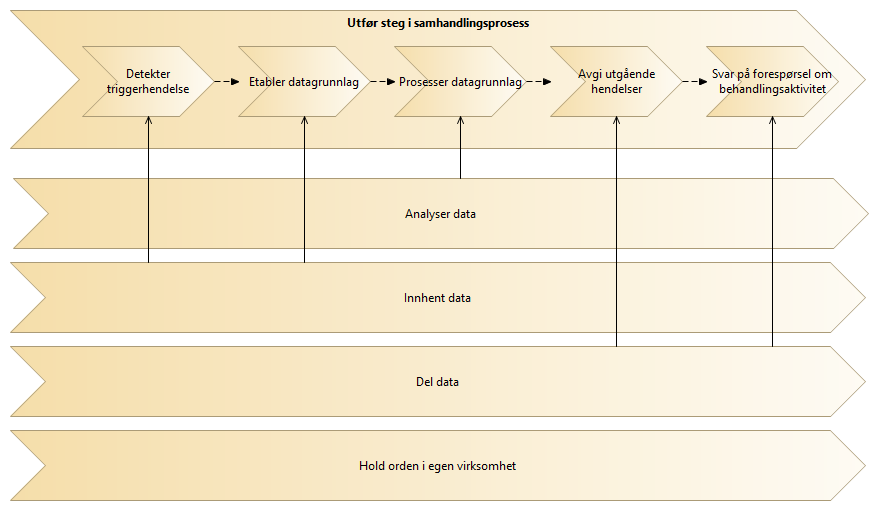 Utfør steg i samhandlingsprosess
Detekter
triggerhendelse
Etabler datagrunnlag
Prosesser datagrunnlag
Avgi utgående
hendelser
Svar på forespørsel om
behandlingsaktivitet
Analyser data
Innhent data
Del data
Hold orden i egen virksomhet